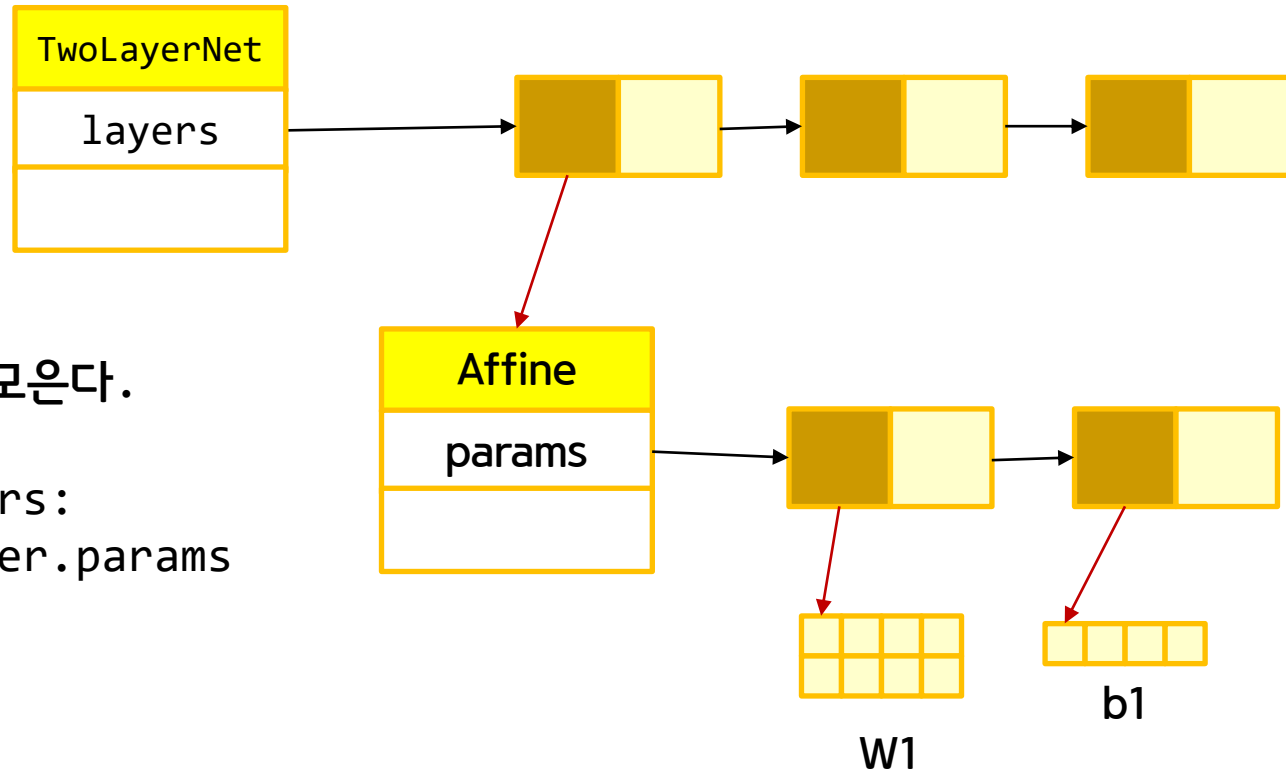 TwoLayerNet
layers
모은다.
Affine
params
rs:
er.params
b1
W1